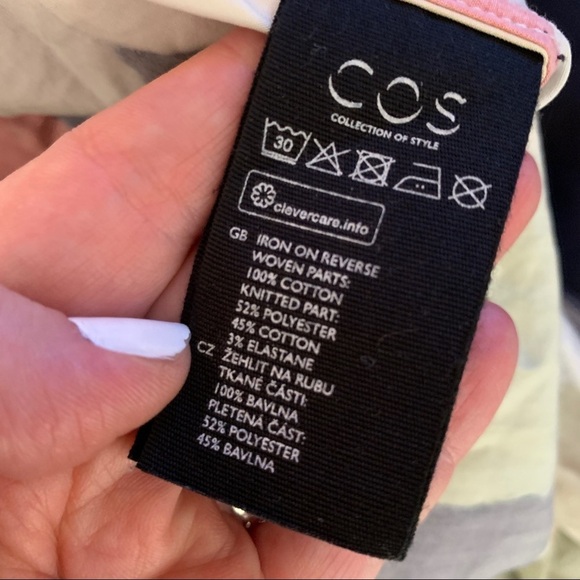 COS
COLLECTION OF STYLE
30
clevercare.info
GB IRON ON REVERSE
WOVEN PARTS:
100% COTTON
KNITTED PART:
52% POLYESTER
45% COTTON
3% ELASTANE
CZ ŽEHLIT NA RUBU
TKANÉ ČÁSTI:
100% BAVLNA
PLETENÁ ČÁST:
52% POLYESTER
45% BAVLNA